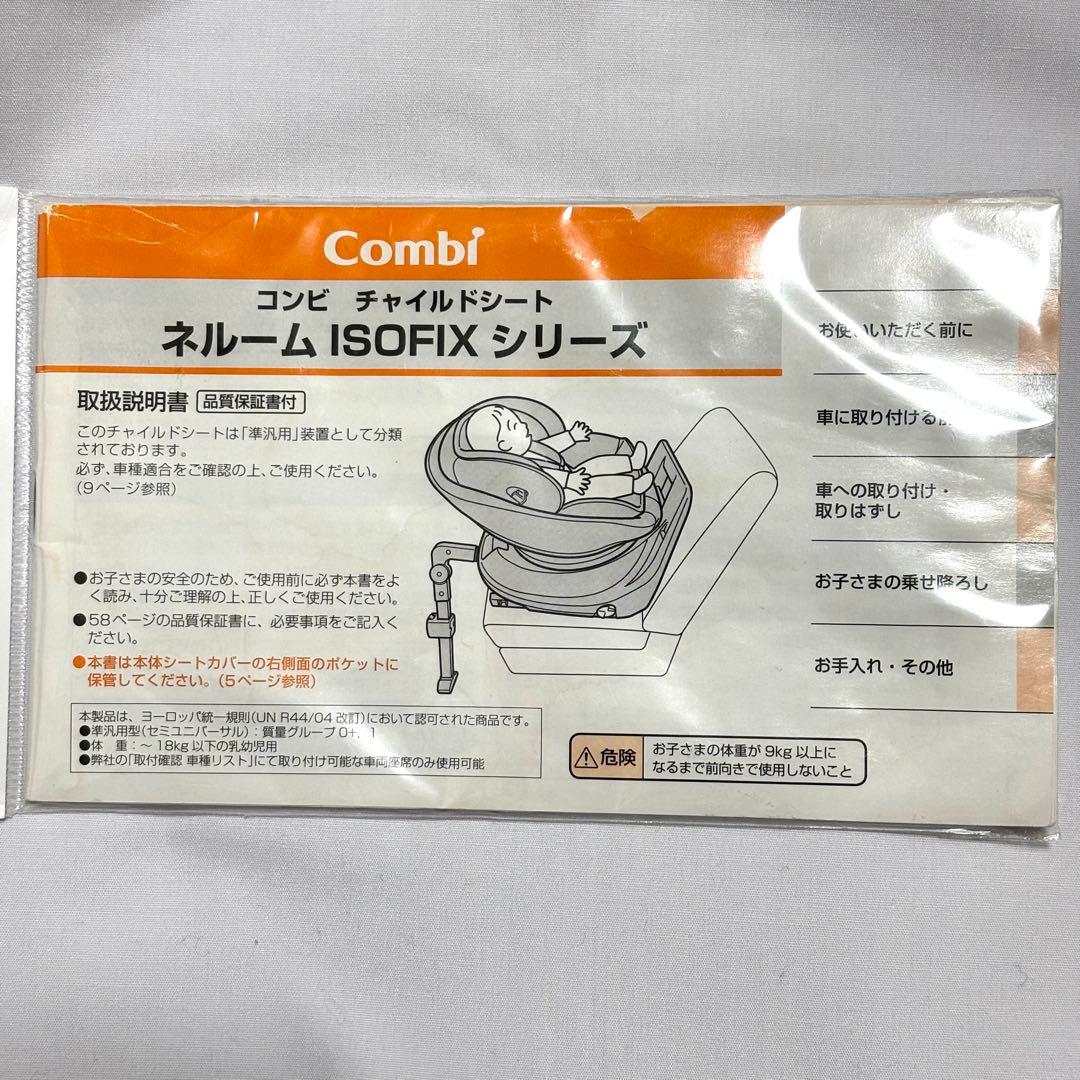 Combi
コンビ チャイルドシート
ネルーム ISOFIX シリーズ
取扱説明書 品質保証書付
このチャイルドシートは「準汎用」装置として分類
されております。
必ず、車種適合をご確認の上、ご使用ください。
(9ページ参照)
●お子さまの安全のため、ご使用前に必ず本書をよ
く読み、十分ご理解の上、正しくご使用ください。
●58ページの品質保証書に、必要事項をご記入く
ださい。
●本書は本体シートカバーの右側面のポケットに
保管してください。(5ページ参照)
本製品は、ヨーロッパ統一規則(UN R44/04 改訂)において認可された商品です。
●準汎用型(セミユニバーサル):質量グループ 0+, 1
●体 重:~ 18kg 以下の乳幼児用
●弊社の「取付確認 車種リスト」にて取り付け可能な車両座席のみ使用可能
危険
お子さまの体重が 9kg 以上に
なるまで前向きで使用しないこと
お使いいただく前に
車に取り付ける
車への取り付け・
取りはずし
お子さまの乗せ降ろし
お手入れ・その他